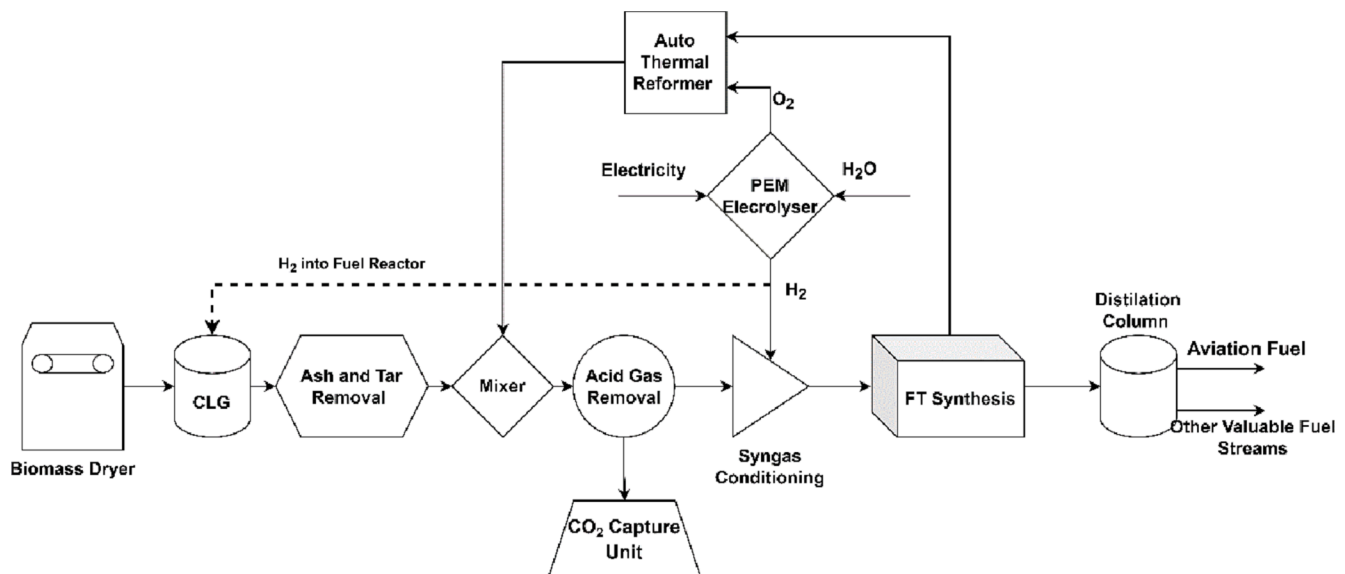 Auto
Thermal
Reformer
O2
Electricity
H2O
PEM
Elecrolyser
H2 into Fuel Reactor
H2
Distilation
Column
Aviation Fuel
Ash and Tar
Removal
Mixer
Acid Gas
Removal
CLG
FT Synthesis
Other Valuable Fuel
Streams
Biomass Dryer
Syngas
Conditioning
CO2 Capture
Unit